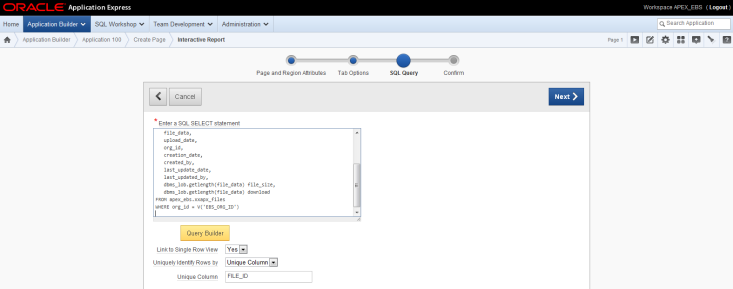 ORACLE Application Express
Workspace APEX_EBS ( Logout )
Home Application Builder SQL Workshop Team Development Administration Search Application
Application Builder Application 100 Create Page Interactive Report Page 1
Page and Region Attributes Tab Options SQL Query Confirm
Cancel Next
* Enter a SQL SELECT statement
file_data,
upload_date,
org_id,
creation_date,
created_by,
last_update_date,
last_updated_by,
dbms_lob.getlength(file_data) file_size,
dbms_lob.getlength(file_data) download
FROM apex_ebs.xxapx_files
WHERE org_id = V('EBS_ORG_ID')
Query Builder
Link to Single Row View Yes
Uniquely Identify Rows by Unique Column
Unique Column FILE_ID